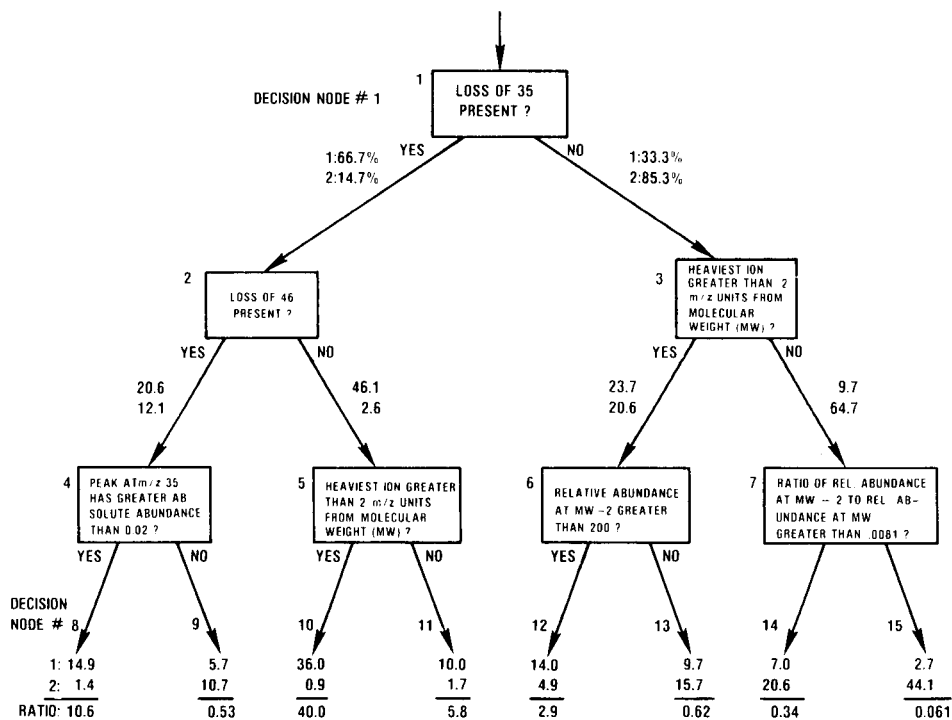 1
DECISION NODE # 1
LOSS OF 35
PRESENT ?
YES
NO
1:66.7%
2:14.7%
1:33.3%
2:85.3%
2
LOSS OF 46
PRESENT ?
3
HEAVIEST ION
GREATER THAN 2
m/z UNITS FROM
MOLECULAR
WEIGHT (MW) ?
YES
NO
YES
NO
20.6
12.1
46.1
2.6
23.7
20.6
9.7
64.7
4
PEAK AT m/z 35
HAS GREATER AB
SOLUTE ABUNDANCE
THAN 0.02 ?
5
HEAVIEST ION GREATER
THAN 2 m/z UNITS
FROM MOLECULAR
WEIGHT (MW) ?
6
RELATIVE ABUNDANCE
AT MW -2 GREATER
THAN 200 ?
7
RATIO OF REL. ABUNDANCE
AT MW - 2 TO REL. AB-
UNDANCE AT MW
GREATER THAN .0081 ?
YES NO YES NO
DECISION
NODE # 8 9 10 11 12 13 14 15
1: 14.9 5.7 36.0 10.0 14.0 9.7 7.0 2.7
2: 1.4 10.7 0.9 1.7 4.9 15.7 20.6 44.1
RATIO: 10.6 0.53 40.0 5.8 2.9 0.62 0.34 0.061